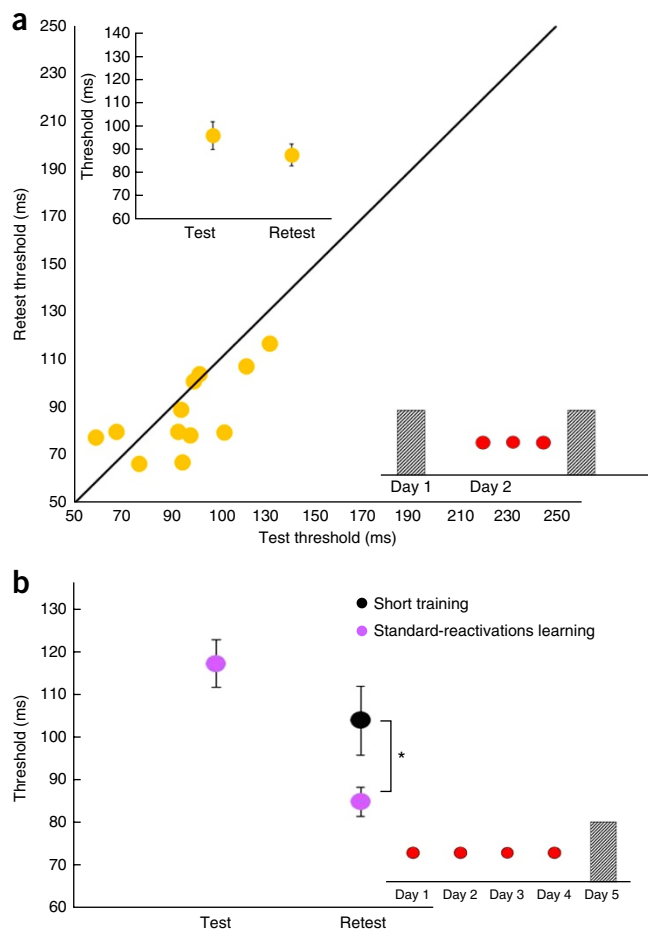 a
250
230
210
190
170
150
130
110
90
70
50
Retest threshold (ms)
140
130
120
110
100
90
80
70
60
Threshold (ms)
Test Retest
Day 1 Day 2
50 70 90 100 130 150 170 190 210 230 250
Test threshold (ms)
b
130
120
110
100
90
80
70
60
Threshold (ms)
Short training
Standard-reactivations learning
*
Day 1 Day 2 Day 3 Day 4 Day 5
Test Retest